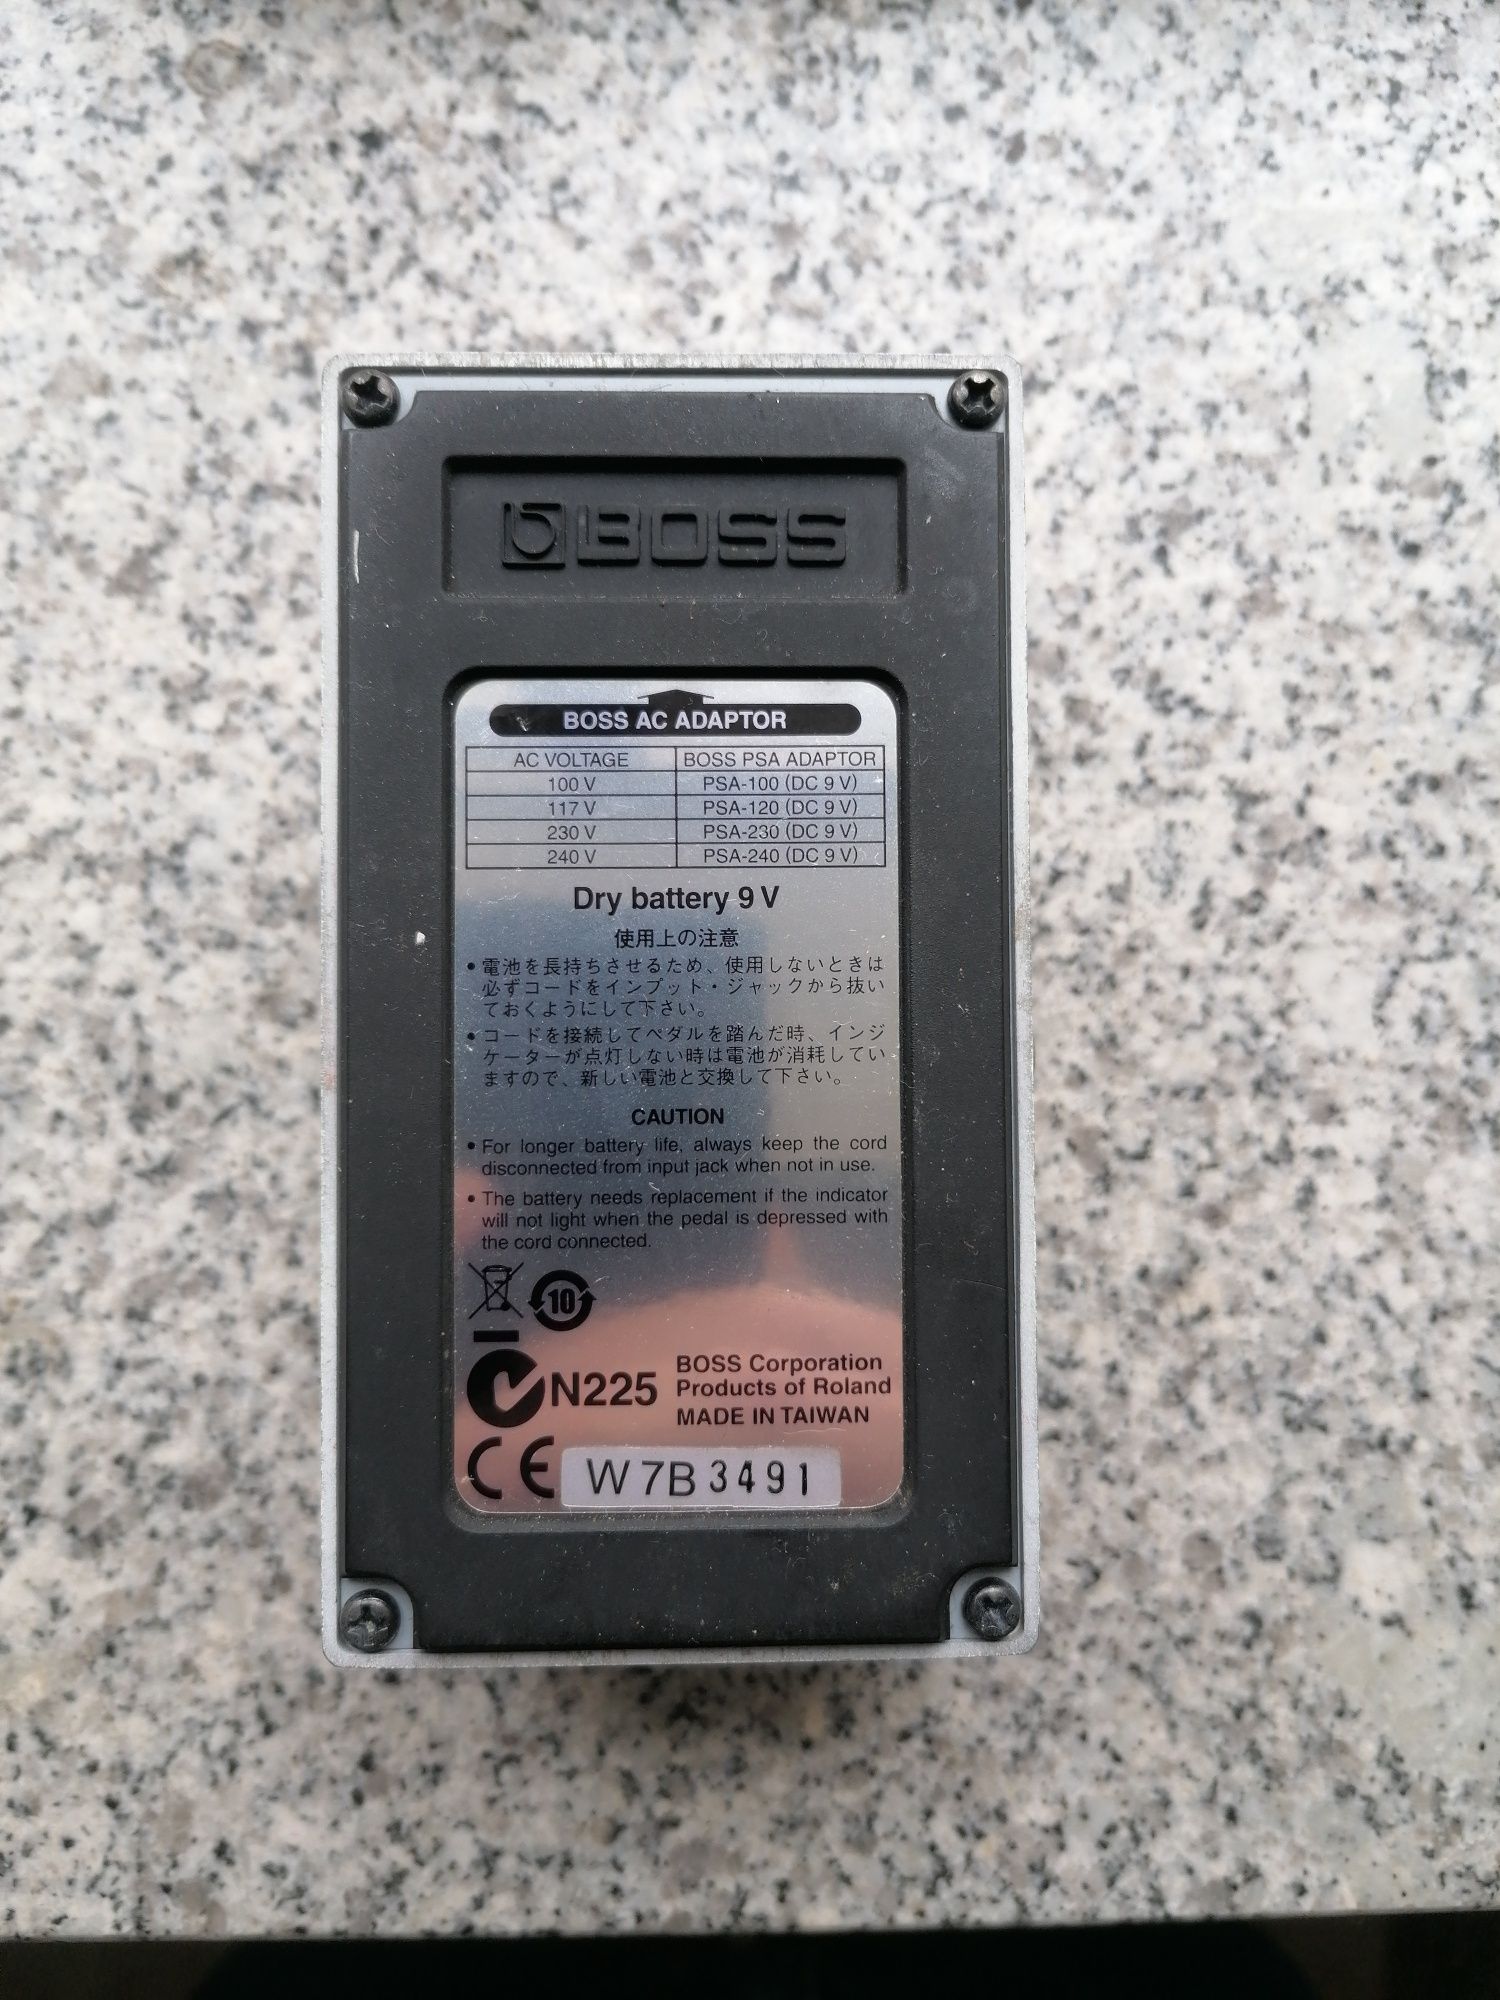 BOSS
BOSS AC ADAPTOR
AC VOLTAGE BOSS PSA ADAPTOR
100 V PSA-100 (DC 9 V)
117 V PSA-120 (DC 9 V)
230 V PSA-230 (DC 9 V)
240 V PSA-240 (DC 9 V)
Dry battery 9 V
使用上の注意
• 電池を長持ちさせるため、使用しないときは
必ずコードをインプット・ジャックから抜い
ておくようにして下さい。
• コードを接続してペダルを踏んだ時、インジ
ケーターが点灯しない時は電池が消耗してい
ますので、新しい電池と交換して下さい。
CAUTION
• For longer battery life, always keep the cord
disconnected from input jack when not in use.
• The battery needs replacement if the indicator
will not light when the pedal is depressed with
the cord connected.
10
N225
BOSS Corporation
Products of Roland
MADE IN TAIWAN
CE
W7B3491